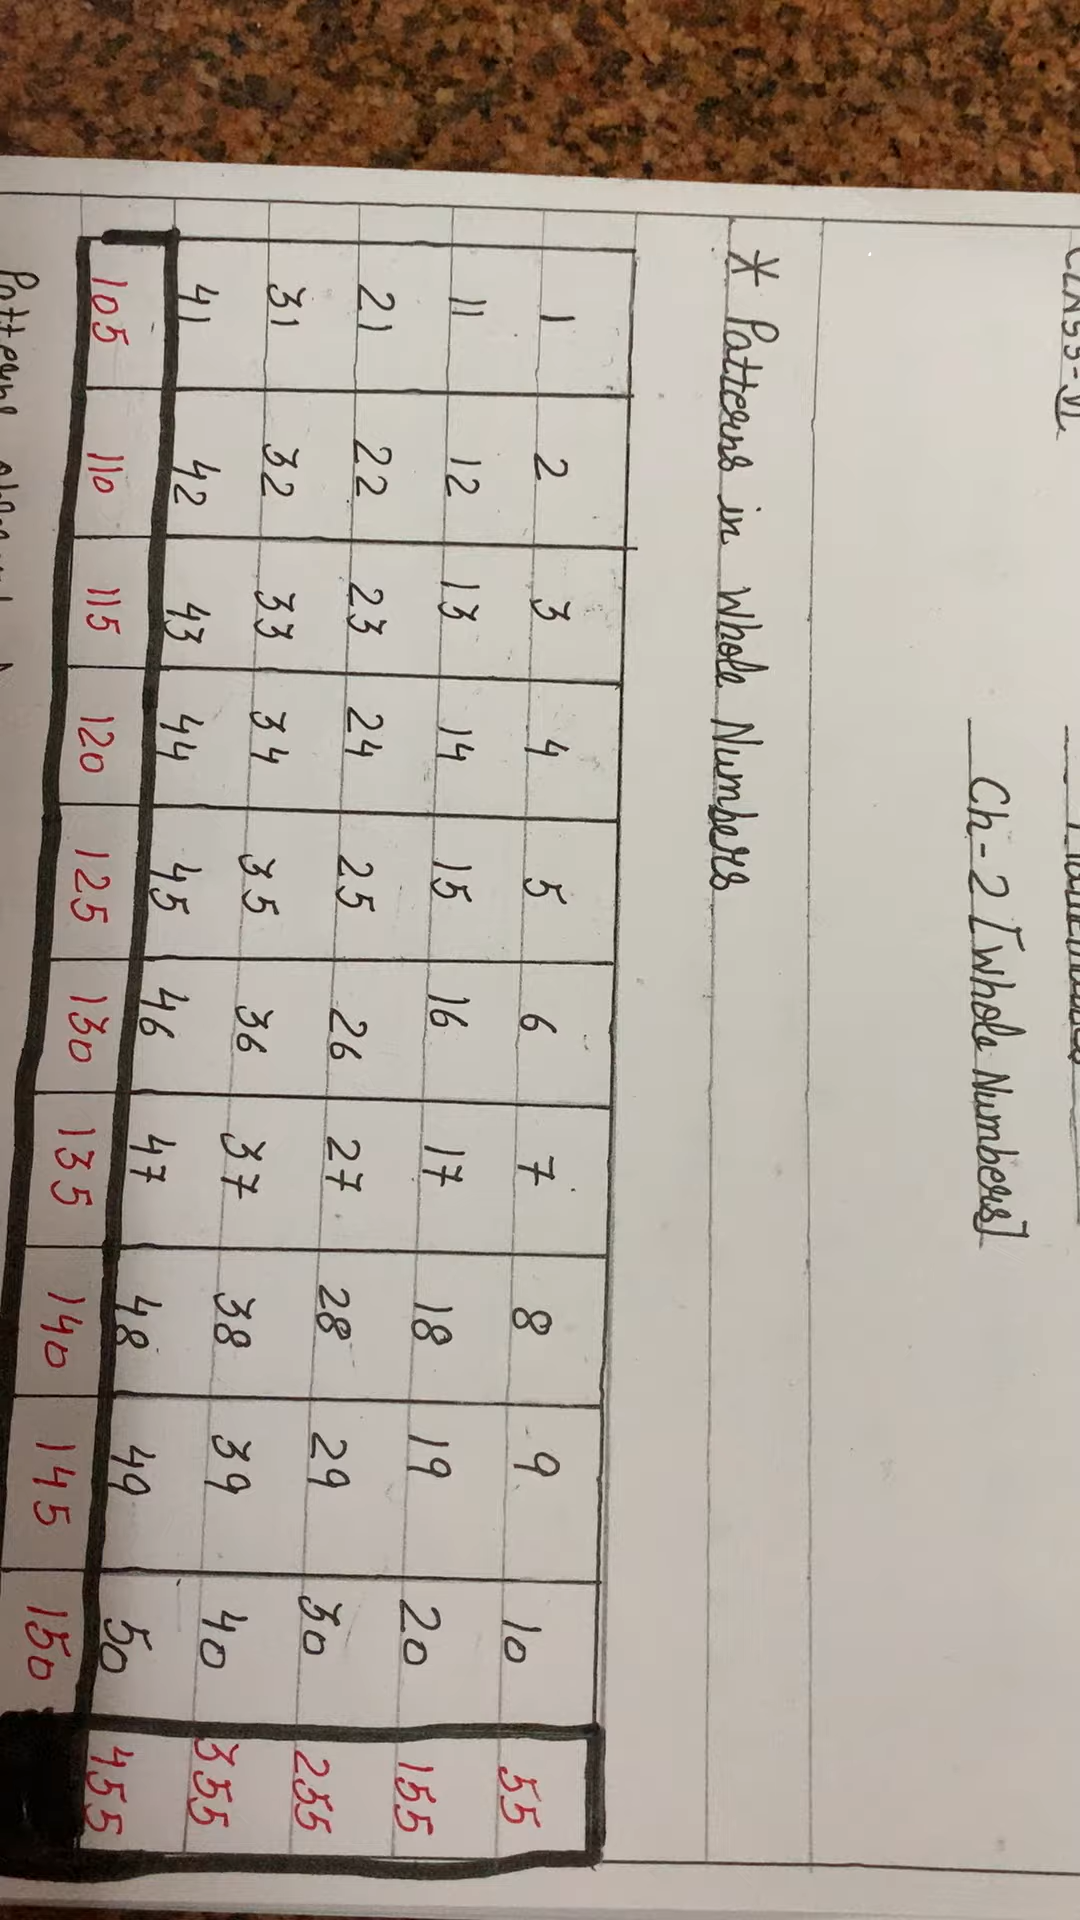 CLASS-VI
Ch-2 [Whole Numbers]
* Patterns in Whole Numbers
1 2 3 4 5 6 7 8 9 10 55
11 12 13 14 15 16 17 18 19 20 155
21 22 23 24 25 26 27 28 29 30 255
31 32 33 34 35 36 37 38 39 40 355
41 42 43 44 45 46 47 48 49 50 455
105 110 115 120 125 130 135 140 145 150
Patterns